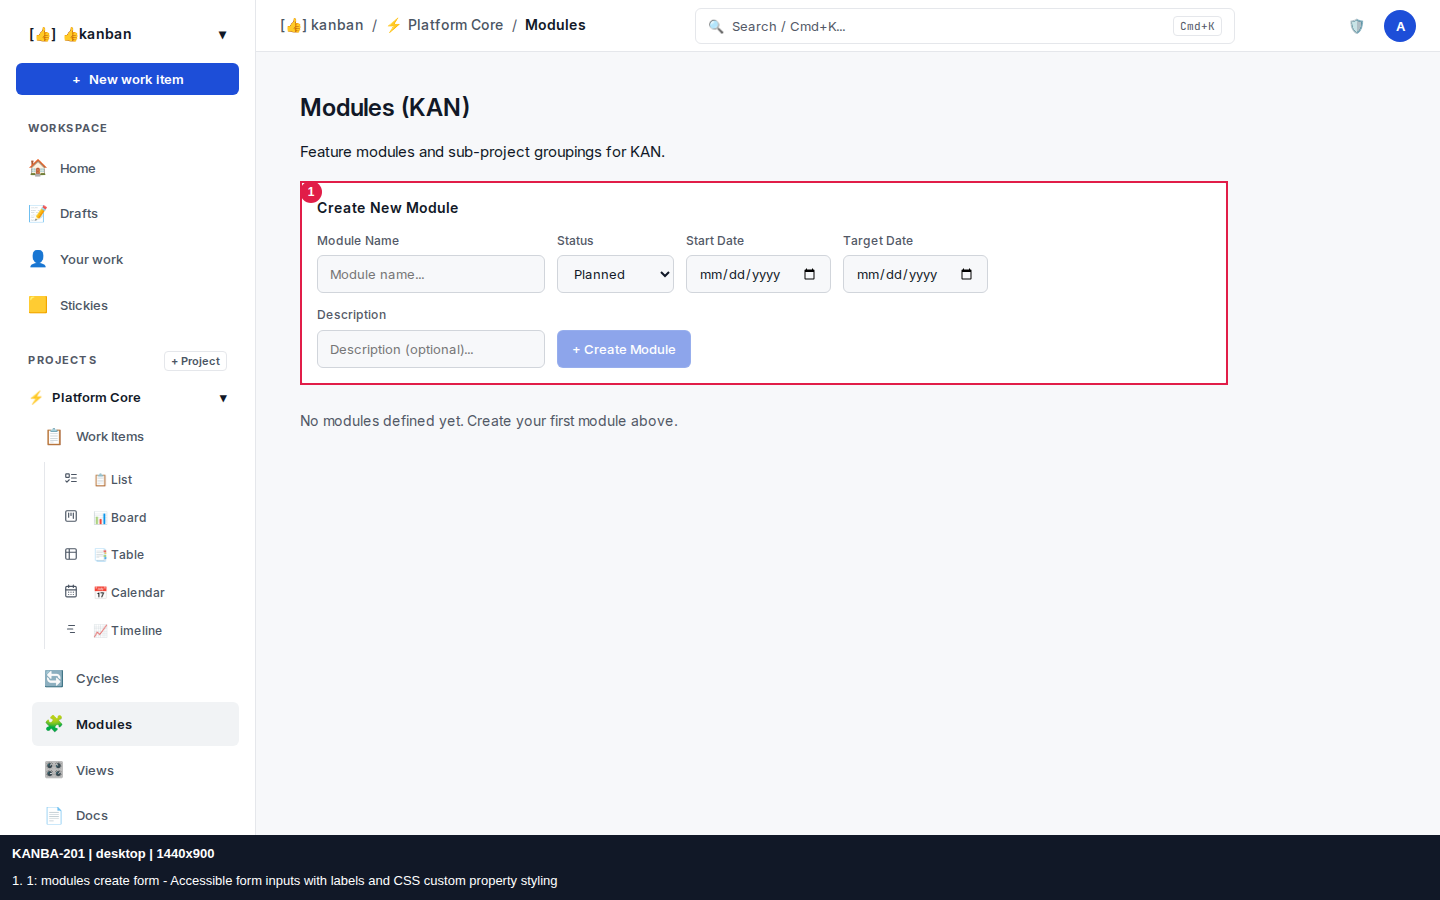 [👍] 👍kanban ▼
+ New work item
WORKSPACE
Home
Drafts
Your work
Stickies
PROJECTS + Project
⚡ Platform Core ▼
Work Items
List
Board
Table
Calendar
Timeline
Cycles
Modules
Views
Docs
[👍] kanban / ⚡ Platform Core / Modules
Search / Cmd+K... Cmd+K
A
Modules (KAN)
Feature modules and sub-project groupings for KAN.
1
Create New Module
Module Name Status Start Date Target Date
Module name... Planned mm/dd/yyyy mm/dd/yyyy
Description
Description (optional)... + Create Module
No modules defined yet. Create your first module above.
KANBA-201 | desktop | 1440x900
1. 1: modules create form - Accessible form inputs with labels and CSS custom property styling